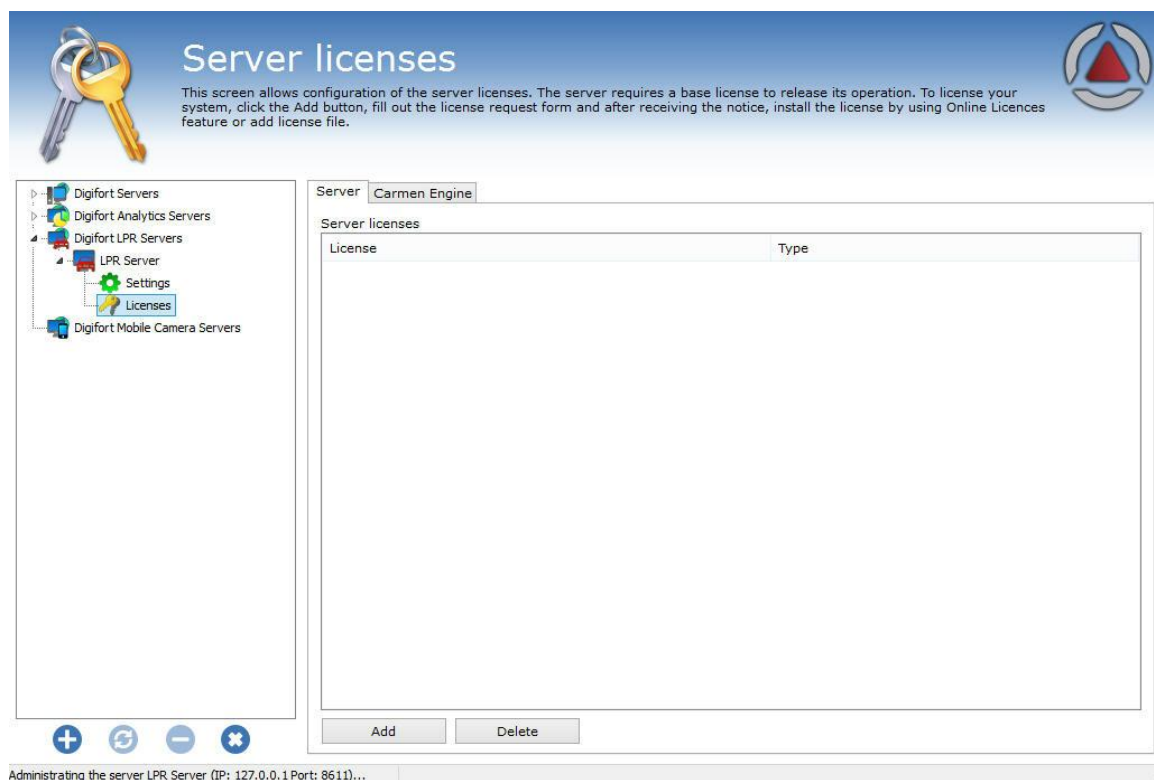 Server licenses
This screen allows configuration of the server licenses. The server requires a base license to release its operation. To license your
system, click the Add button, fill out the license request form and after receiving the notice, install the license by using Online Licences
feature or add license file.
Digifort Servers
Digifort Analytics Servers
Digifort LPR Servers
LPR Server
Settings
Licenses
Digifort Mobile Camera Servers
Server Carmen Engine
Server licenses
License Type
Add Delete
Administrating the server LPR Server (IP: 127.0.0.1 Port: 8611)...